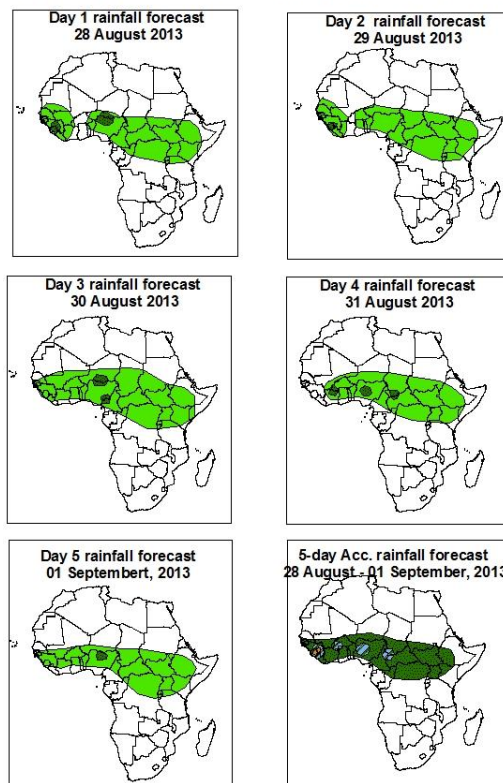 Day 1 rainfall forecast
28 August 2013
Day 2 rainfall forecast
29 August 2013
Day 3 rainfall forecast
30 August 2013
Day 4 rainfall forecast
31 August 2013
Day 5 rainfall forecast
01 Septembert, 2013
5-day Acc. rainfall forecast
28 August - 01 September, 2013